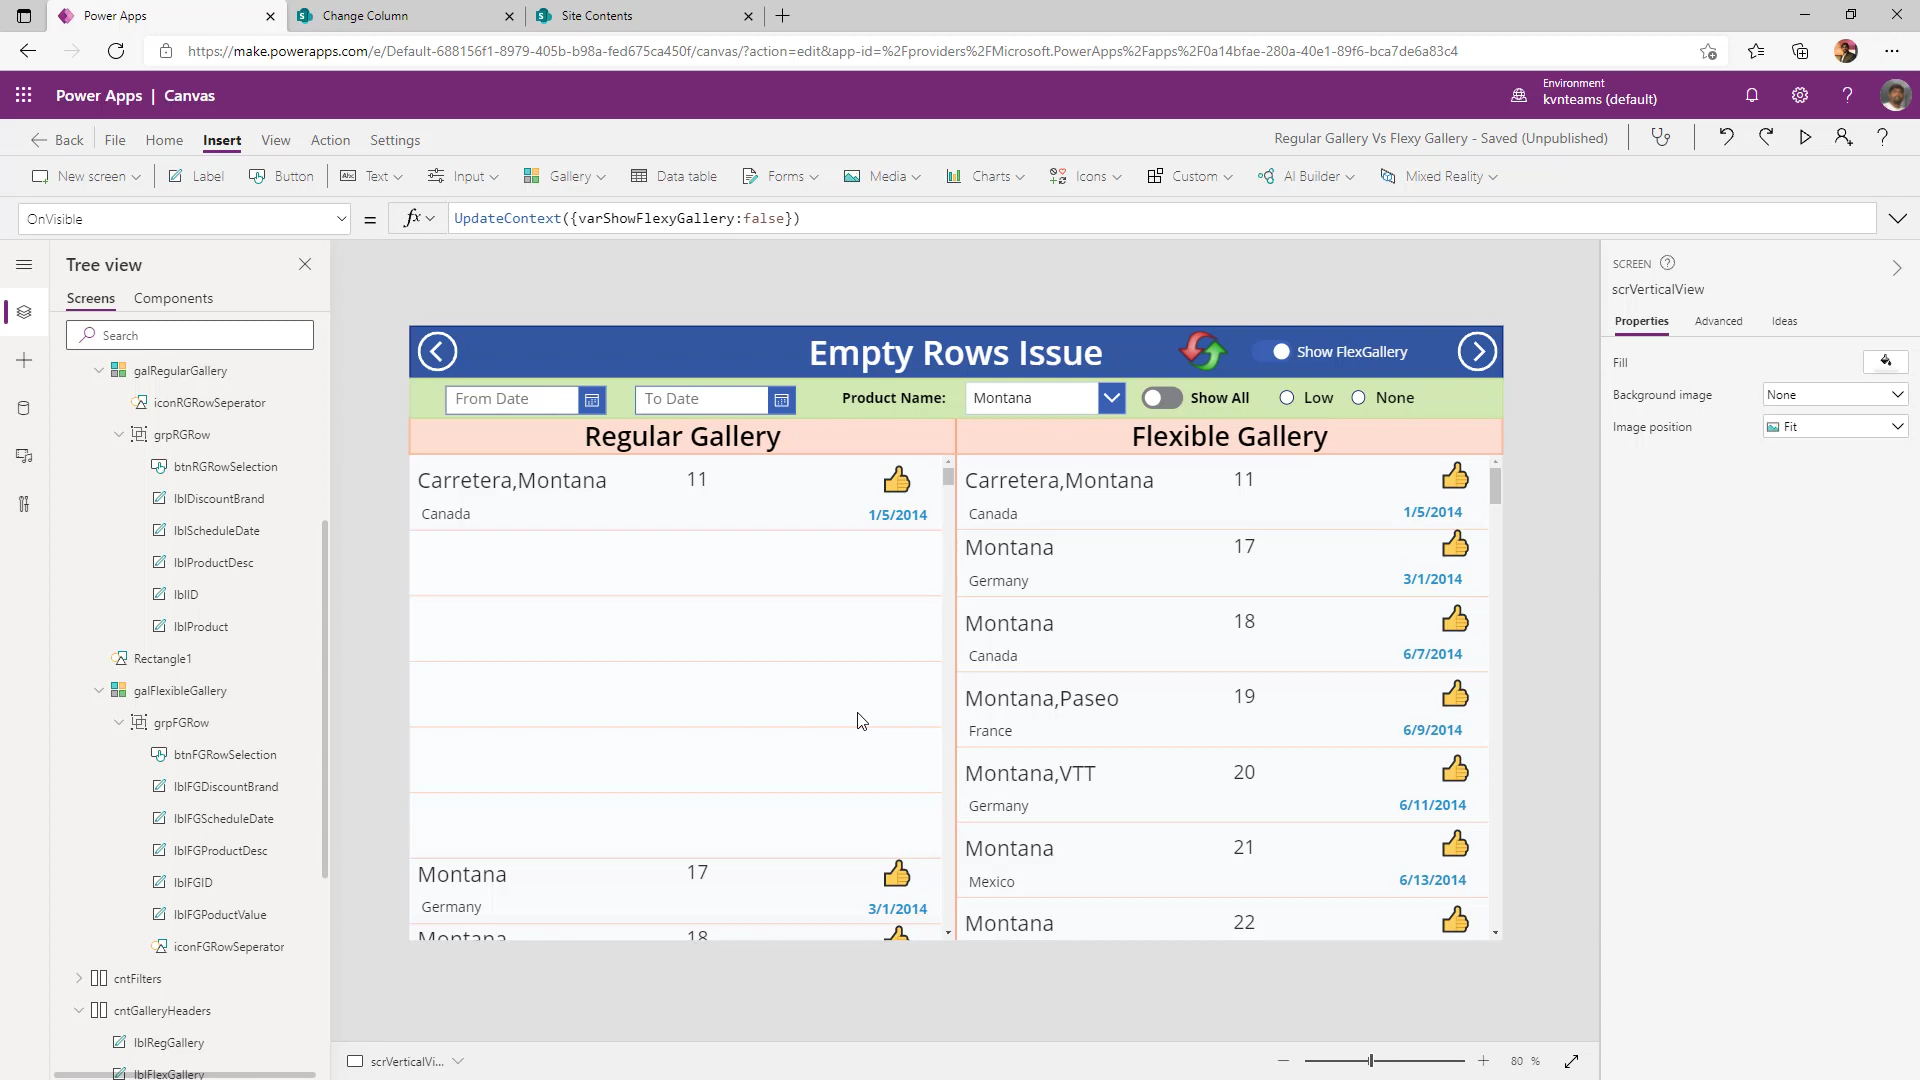 Power Apps
Change Column
Site Contents
https://make.powerapps.com/e/Default-688156f1-8979-405b-b98a-fed675ca450f/canvas/?action=edit&app-id=%2Fproviders%2FMicrosoft.PowerApps%2Fapps%2F0a14bfae-280a-40e1-89f6-bca7de6a83c4
Power Apps | Canvas
Environment
kvnteams (default)
Back
File
Home
Insert
View
Action
Settings
Regular Gallery Vs Flexy Gallery - Saved (Unpublished)
New screen
Label
Button
Abc
Text
Input
Gallery
Data table
Forms
Media
Charts
Icons
Custom
AI Builder
Mixed Reality
OnVisible
=
fx
UpdateContext({varShowFlexyGallery:false})
Tree view
Screens
Components
Search
galRegularGallery
iconRGRowSeperator
grpRGRow
btnRGRowSelection
lblDiscountBrand
lblScheduleDate
lblProductDesc
lblID
lblProduct
Rectangle1
galFlexibleGallery
grpFGRow
btnFGRowSelection
lblFGDiscountBrand
lblFGScheduleDate
lblFGProductDesc
lblFGID
lblFGPoductValue
iconFGRowSeperator
cntFilters
cntGalleryHeaders
lblRegGallery
lblFlexGallery
Empty Rows Issue
Show FlexGallery
From Date
To Date
Product Name:
Montana
Show All
Low
None
Regular Gallery
Flexible Gallery
Carretera,Montana
11
Canada
1/5/2014
Montana
17
Germany
3/1/2014
Montana
18
Carretera,Montana
11
Canada
1/5/2014
Montana
17
Germany
3/1/2014
Montana
18
Canada
6/7/2014
Montana,Paseo
19
France
6/9/2014
Montana,VTT
20
Germany
6/11/2014
Montana
21
Mexico
6/13/2014
Montana
22
SCREEN
scrVerticalView
Properties
Advanced
Ideas
Fill
Background image
None
Image position
Fit
scrVerticalVi...
80 %